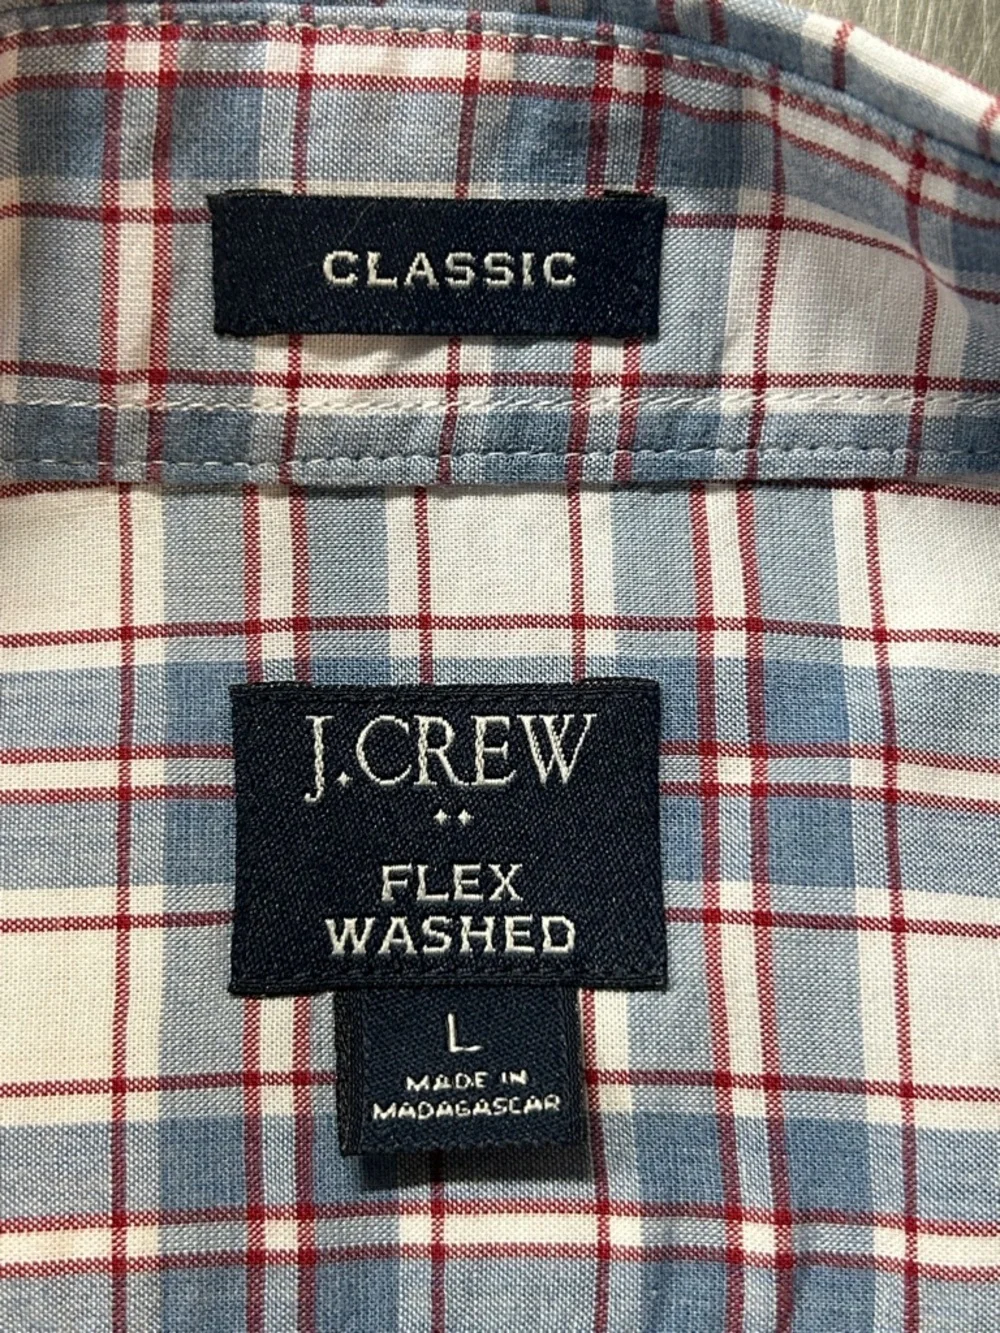 CLASSIC
J.CREW
FLEX
WASHED
L
MADE IN
MADAGASCAR